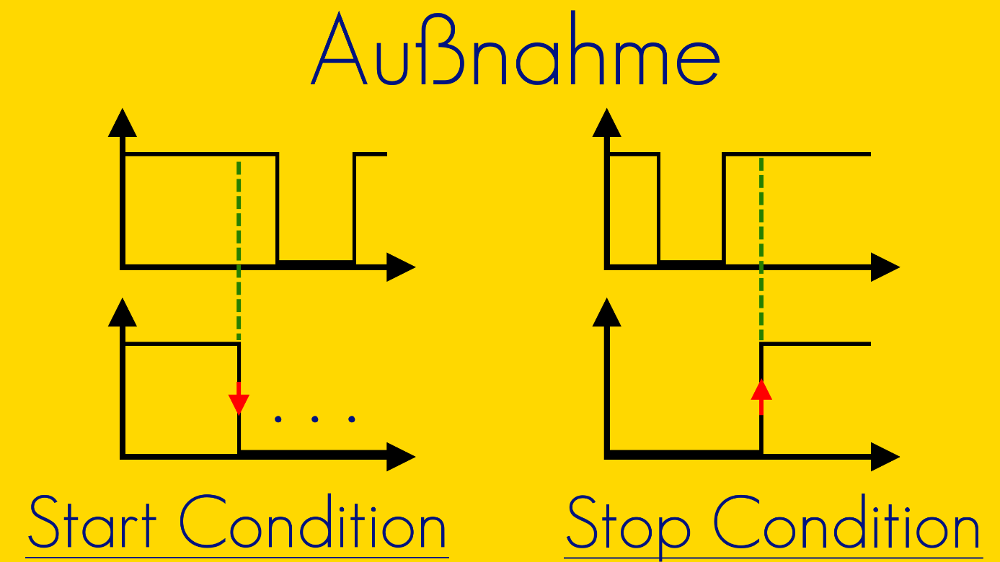 Außnahme
. . .
Start Condition
Stop Condition